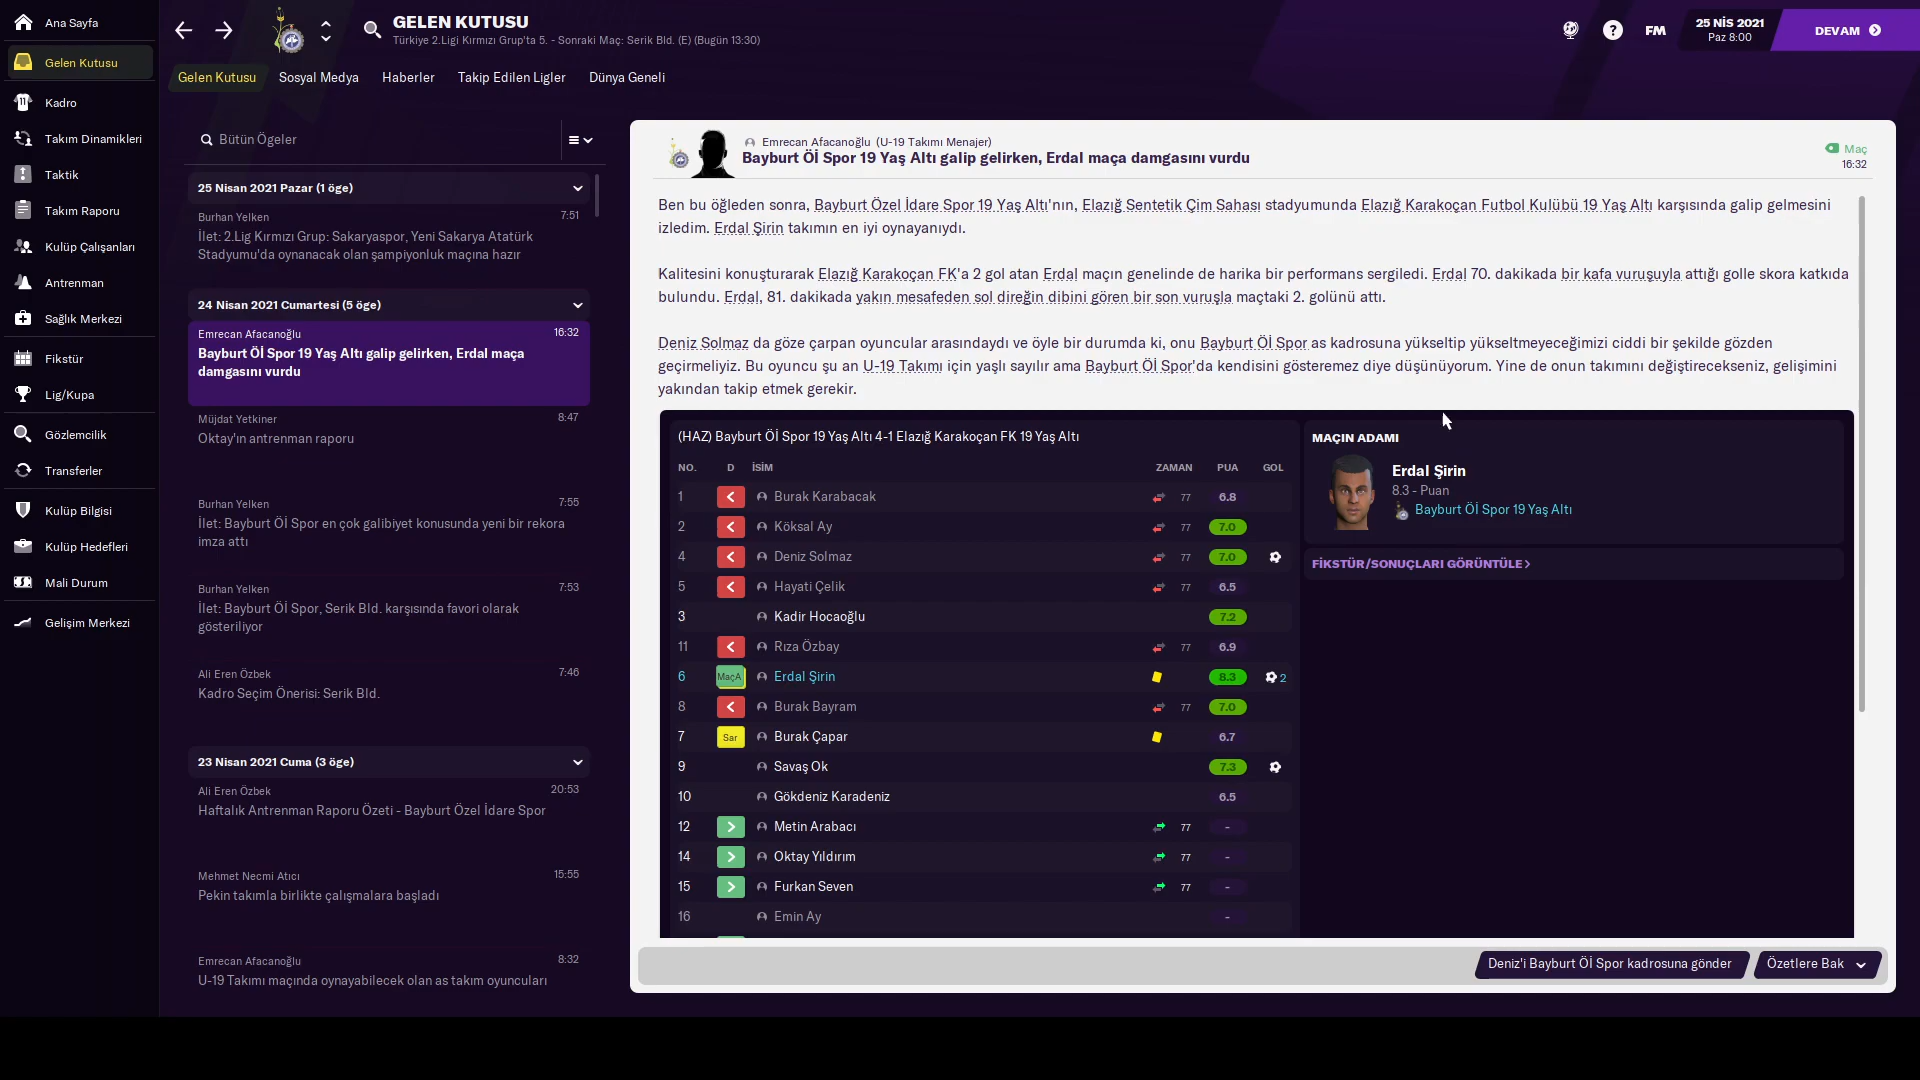 Ana Sayfa
Gelen Kutusu
Kadro
Takım Dinamikleri
Taktik
Takım Raporu
Kulüp Çalışanları
Antrenman
Sağlık Merkezi
Fikstür
Lig/Kupa
Gözlemcilik
Transferler
Kulüp Bilgisi
Kulüp Hedefleri
Mali Durum
Gelişim Merkezi
GELEN KUTUSU
Türkiye 2.Ligi Kırmızı Grup'ta 5. - Sonraki Maç: Serik Bld. (E) (Bugün 13:30)
FM
25 NİS 2021
Paz 8:00
DEVAM
Gelen Kutusu Sosyal Medya Haberler Takip Edilen Ligler Dünya Geneli
Bütün Ögeler
25 Nisan 2021 Pazar (1 öge)
Burhan Yelken 7:51
İlet: 2.Lig Kırmızı Grup: Sakaryaspor, Yeni Sakarya Atatürk
Stadyumu'da oynanacak olan şampiyonluk maçına hazır
24 Nisan 2021 Cumartesi (5 öge)
Emrecan Afacanoğlu 16:32
Bayburt Öİ Spor 19 Yaş Altı galip gelirken, Erdal maça
damgasını vurdu
Müjdat Yetkiner 8:47
Oktay'ın antrenman raporu
Burhan Yelken 7:55
İlet: Bayburt Öİ Spor en çok galibiyet konusunda yeni bir rekora
imza attı
Burhan Yelken 7:53
İlet: Bayburt Öİ Spor, Serik Bld. karşısında favori olarak
gösteriliyor
Ali Eren Özbek 7:46
Kadro Seçim Önerisi: Serik Bld.
23 Nisan 2021 Cuma (3 öge)
Ali Eren Özbek 20:53
Haftalık Antrenman Raporu Özeti - Bayburt Özel İdare Spor
Mehmet Necmi Atıcı 15:55
Pekin takımla birlikte çalışmalara başladı
Emrecan Afacanoğlu 8:32
U-19 Takımı maçında oynayabilecek olan as takım oyuncuları
Emrecan Afacanoğlu (U-19 Takımı Menajer)
Bayburt Öİ Spor 19 Yaş Altı galip gelirken, Erdal maça damgasını vurdu
Maç
16:32
Ben bu öğleden sonra, Bayburt Özel İdare Spor 19 Yaş Altı'nın, Elazığ Sentetik Çim Sahası stadyumunda Elazığ Karakoçan Futbol Kulübü 19 Yaş Altı karşısında galip gelmesini
izledim. Erdal Şirin takımın en iyi oynayanıydı.
Kalitesini konuşturarak Elazığ Karakoçan FK'a 2 gol atan Erdal maçın genelinde de harika bir performans sergiledi. Erdal 70. dakikada bir kafa vuruşuyla attığı golle skora katkıda
bulundu. Erdal, 81. dakikada yakın mesafeden sol direğin dibini gören bir son vuruşla maçtaki 2. golünü attı.
Deniz Solmaz da göze çarpan oyuncular arasındaydı ve öyle bir durumda ki, onu Bayburt Öİ Spor as kadrosuna yükseltip yükseltmeyeceğimizi ciddi bir şekilde gözden
geçirmeliyiz. Bu oyuncu şu an U-19 Takımı için yaşlı sayılır ama Bayburt Öİ Spor'da kendisini gösteremez diye düşünüyorum. Yine de onun takımını değiştirecekseniz, gelişimini
yakından takip etmek gerekir.
(HAZ) Bayburt Öİ Spor 19 Yaş Altı 4-1 Elazığ Karakoçan FK 19 Yaş Altı
NO. D İSİM ZAMAN PUA GOL
1 Burak Karabacak 77 6.8
2 Köksal Ay 77 7.0
4 Deniz Solmaz 77 7.0
5 Hayati Çelik 77 6.5
3 Kadir Hocaoğlu 7.2
11 Rıza Özbay 77 6.9
6 MaçA Erdal Şirin 8.3 2
8 Burak Bayram 77 7.0
7 Sar Burak Çapar 6.7
9 Savaş Ok 7.3
10 Gökdeniz Karadeniz 6.5
12 Metin Arabacı 77 -
14 Oktay Yıldırım 77 -
15 Furkan Seven 77 -
16 Emin Ay -
MAÇIN ADAMI
Erdal Şirin
8.3 - Puan
Bayburt Öİ Spor 19 Yaş Altı
FİKSTÜR/SONUÇLARI GÖRÜNTÜLE >
Deniz'i Bayburt Öİ Spor kadrosuna gönder
Özetlere Bak